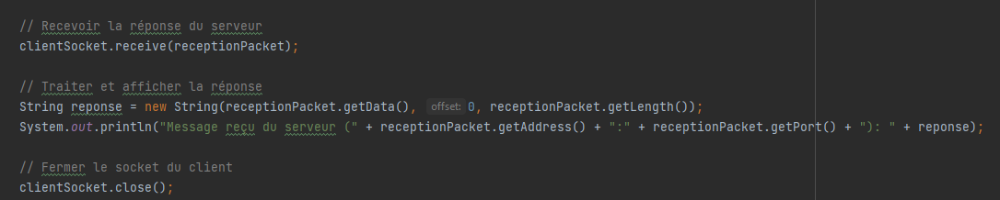 // Recevoir la réponse du serveur
clientSocket.receive(receptionPacket);
// Traiter et afficher la réponse
String reponse = new String(receptionPacket.getData(), offset: 0, receptionPacket.getLength());
System.out.println("Message reçu du serveur (" + receptionPacket.getAddress() + ":" + receptionPacket.getPort() + "): " + reponse);
// Fermer le socket du client
clientSocket.close();